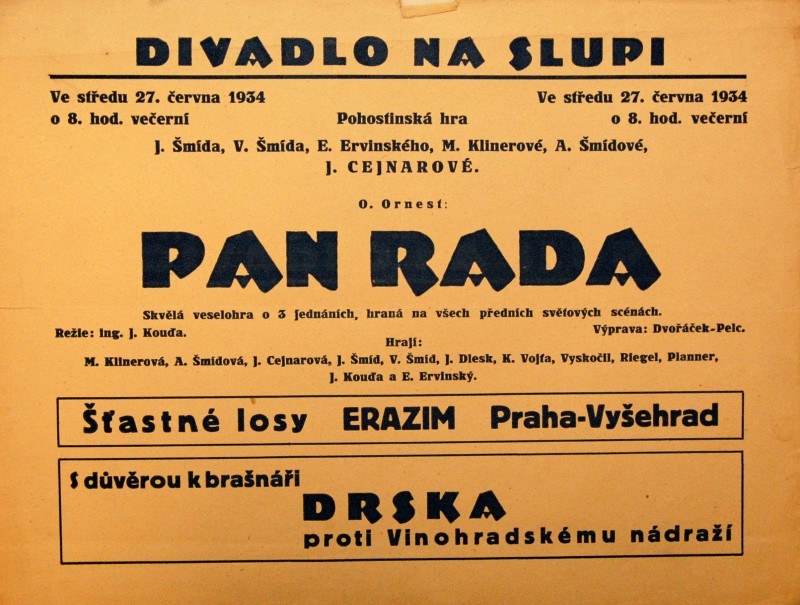 DIVADLO NA SLUPI
Ve středu 27. června 1934 Ve středu 27. června 1934
o 8. hod. večerní Pohostinská hra o 8. hod. večerní
J. Šmída, V. Šmída, E. Ervinského, M. Klinerové, A. Šmídové,
J. CEJNAROVÉ.
O. Ornest:
PAN RADA
Skvělá veselohra o 3 jednáních, hraná na všech předních světových scénách.
Režie: ing. J. Kouďa. Výprava: Dvořáček-Pelc.
Hrají:
M. Klinerová, A. Šmídová, J. Cejnarová, J. Šmíd, V. Šmíd, J. Dlesk, K. Vojťa, Vyskočil, Riegel, Planner,
J. Kouďa a E. Ervinský.
Šťastné losy ERAZIM Praha-Vyšehrad
S důvěrou k brašnáři
DRSKA
proti Vinohradskému nádraží